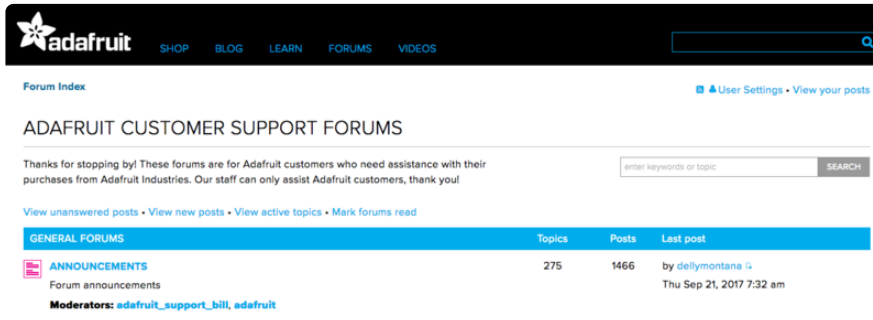 adafruit SHOP BLOG LEARN FORUMS VIDEOS
Forum Index
User Settings • View your posts
ADAFRUIT CUSTOMER SUPPORT FORUMS
Thanks for stopping by! These forums are for Adafruit customers who need assistance with their
purchases from Adafruit Industries. Our staff can only assist Adafruit customers, thank you!
enter keywords or topic SEARCH
View unanswered posts • View new posts • View active topics • Mark forums read
GENERAL FORUMS Topics Posts Last post
ANNOUNCEMENTS 275 1466 by dellymontana
Forum announcements Thu Sep 21, 2017 7:32 am
Moderators: adafruit_support_bill, adafruit